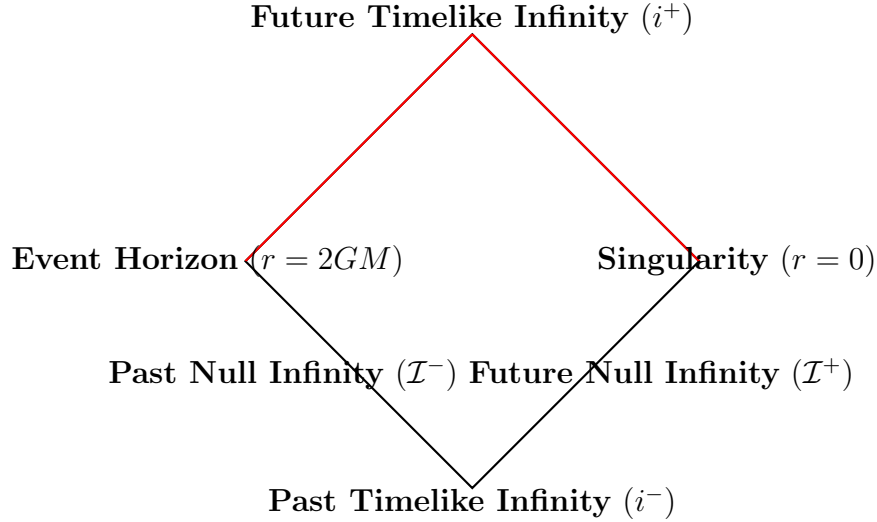 Future Timelike Infinity (i⁺)
Event Horizon (r = 2GM)
Singularity (r = 0)
Past Null Infinity (ℐ⁻)
Future Null Infinity (ℐ⁺)
Past Timelike Infinity (i⁻)